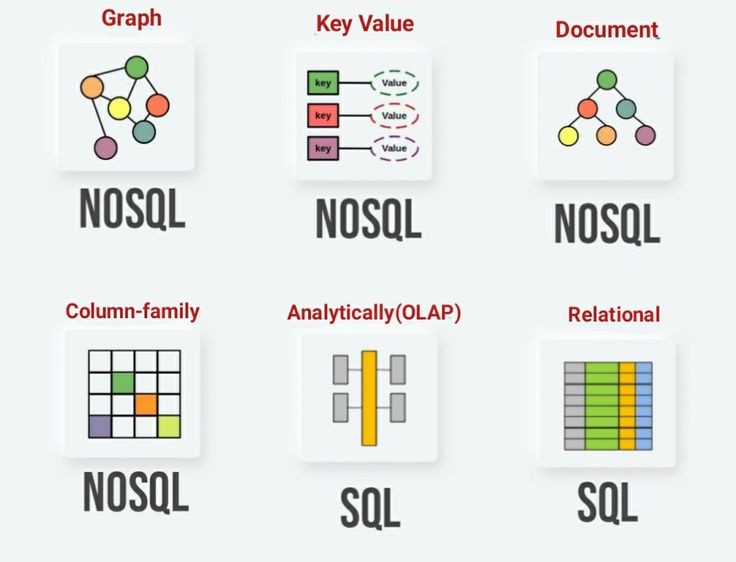 Graph
Key Value
Document
key Value
key Value
key Value
NOSQL
NOSQL
NOSQL
Column-family
Analytically(OLAP)
Relational
NOSQL
SQL
SQL